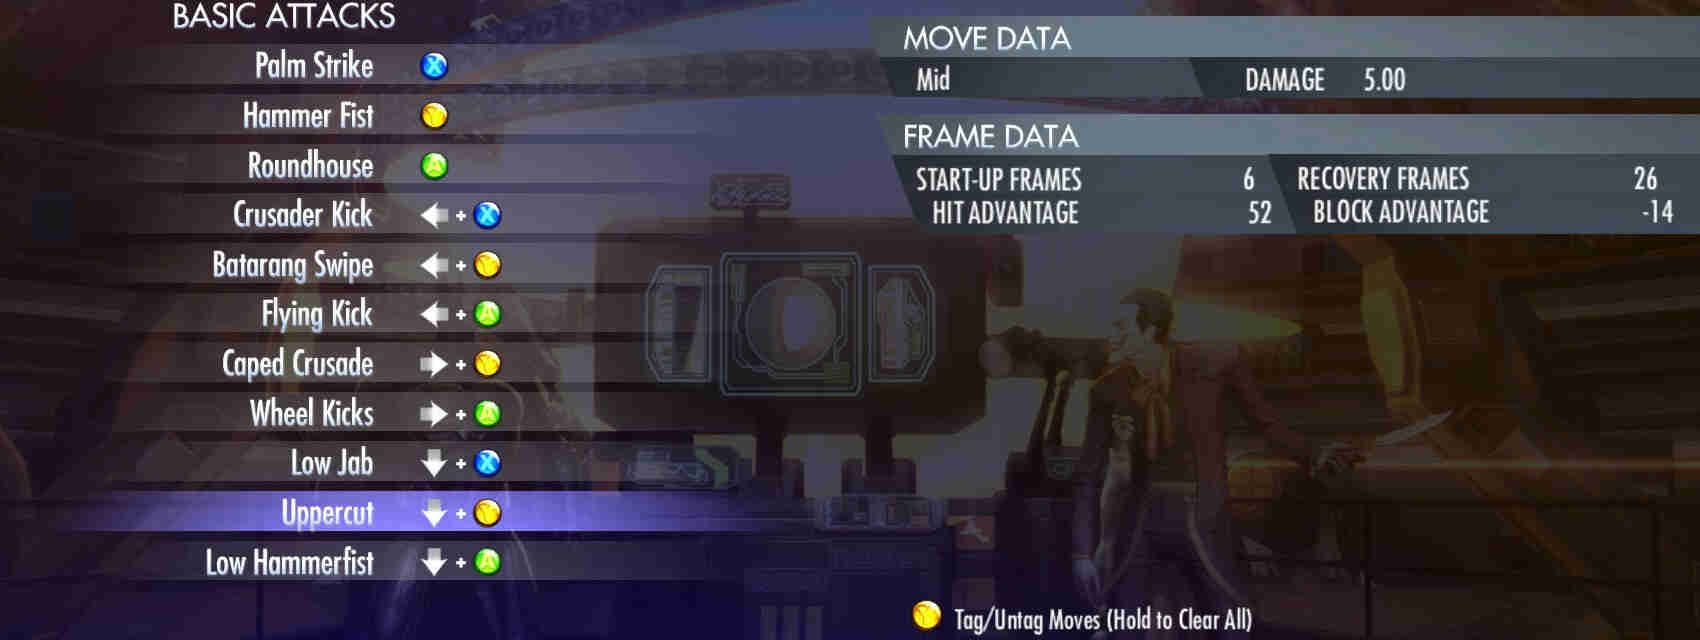 BASIC ATTACKS
Palm Strike X
Hammer Fist Y
Roundhouse A
Crusader Kick + X
Batarang Swipe + Y
Flying Kick + A
Caped Crusade + Y
Wheel Kicks + A
Low Jab + X
Uppercut + Y
Low Hammerfist + A
MOVE DATA
Mid DAMAGE 5.00
FRAME DATA
START-UP FRAMES 6 RECOVERY FRAMES 26
HIT ADVANTAGE 52 BLOCK ADVANTAGE -14
Y Tag/Untag Moves (Hold to Clear All)